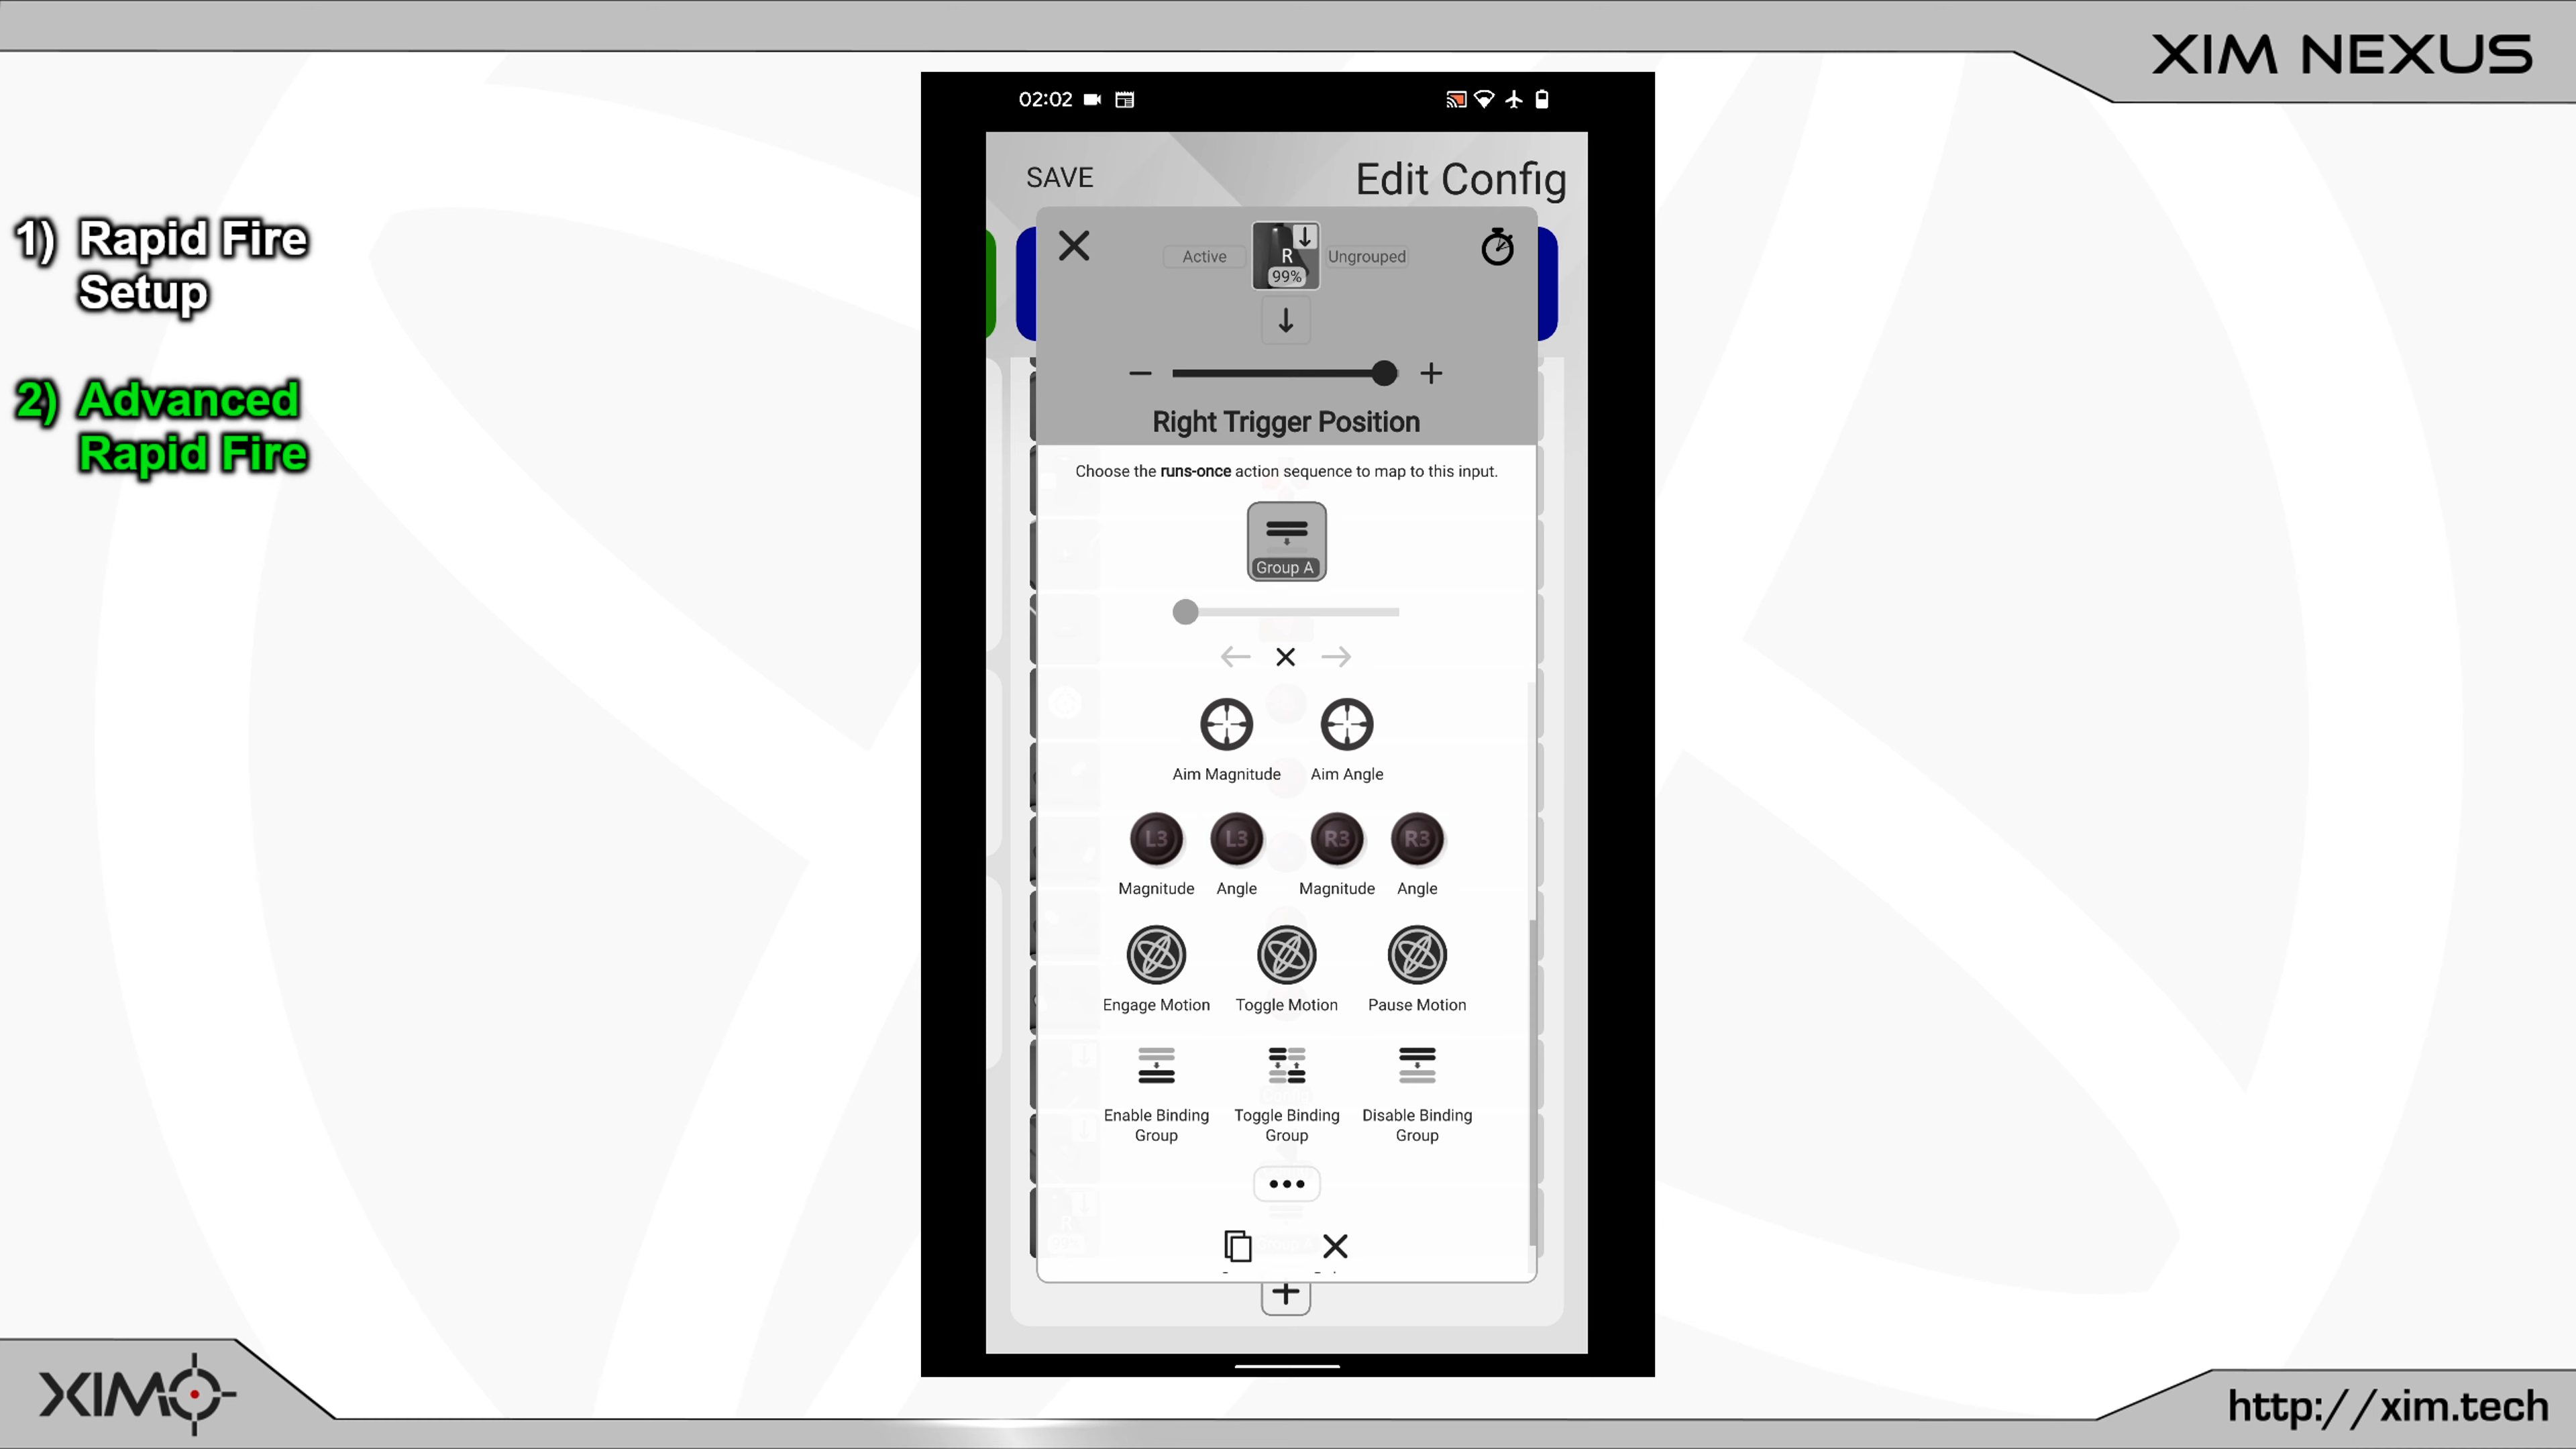 XIM NEXUS
02:02
1) Rapid Fire
Setup
2) Advanced
Rapid Fire
SAVE
Edit Config
Active
R
99%
Ungrouped
Right Trigger Position
Choose the runs-once action sequence to map to this input.
Group A
Aim Magnitude
Aim Angle
L3
L3
R3
R3
Magnitude
Angle
Magnitude
Angle
Engage Motion
Toggle Motion
Pause Motion
Enable Binding
Group
Toggle Binding
Group
Disable Binding
Group
XIM
http://xim.tech